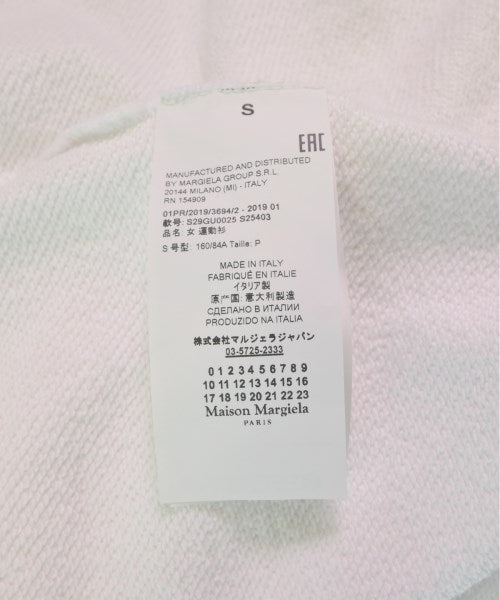 S
EAC
MANUFACTURED AND DISTRIBUTED
BY MARGIELA GROUP S.R.L.
20144 MILANO (MI) - ITALY
RN 154909
01PR/2019/3694/2 - 2019 01
款号: S29GU0025 S25403
品名: 女 運動衫
S 号型: 160/84A Taille: P
MADE IN ITALY
FABRIQUÉ EN ITALIE
イタリア製
原产国: 意大利製造
СДЕЛАНО В ИТАЛИИ
PRODUZIDO NA ITALIA
株式会社マルジェラジャパン
03-5725-2333
0 1 2 3 4 5 6 7 8 9
10 11 12 13 14 15 16
17 18 19 20 21 22 23
Maison Margiela
PARIS